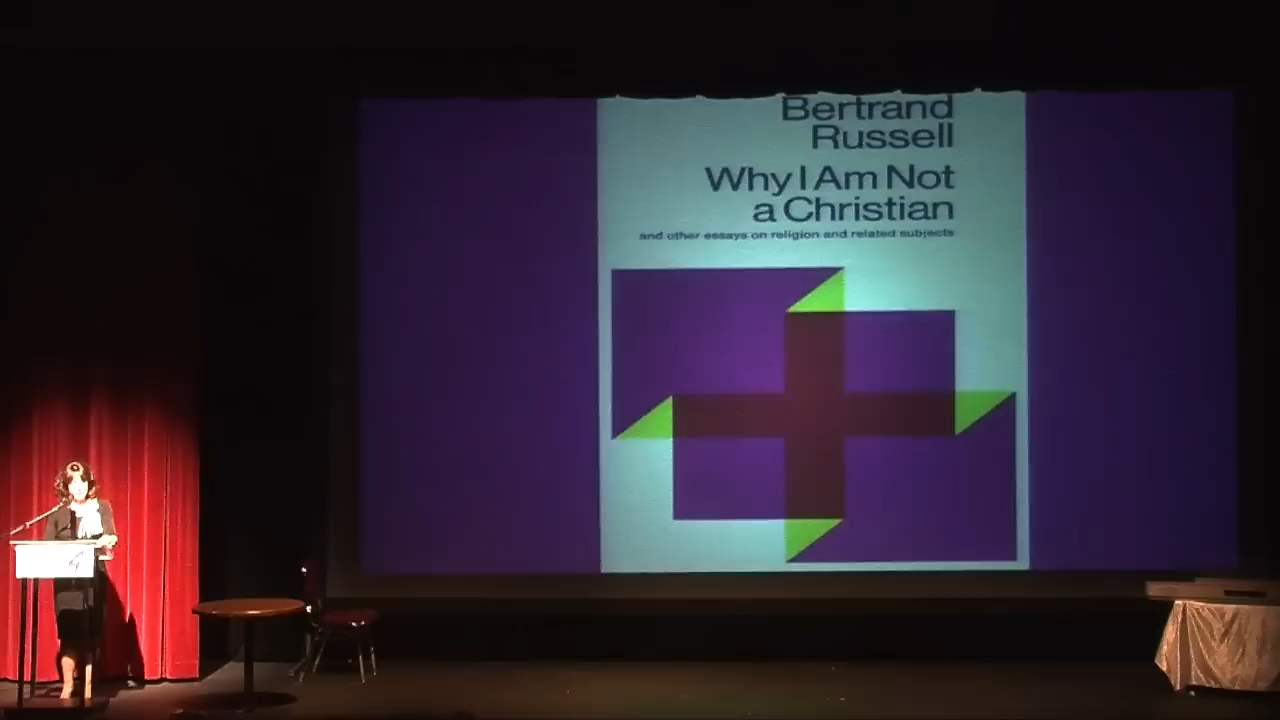 Bertrand
Russell
Why I Am Not
a Christian
and other essays on religion and related subjects